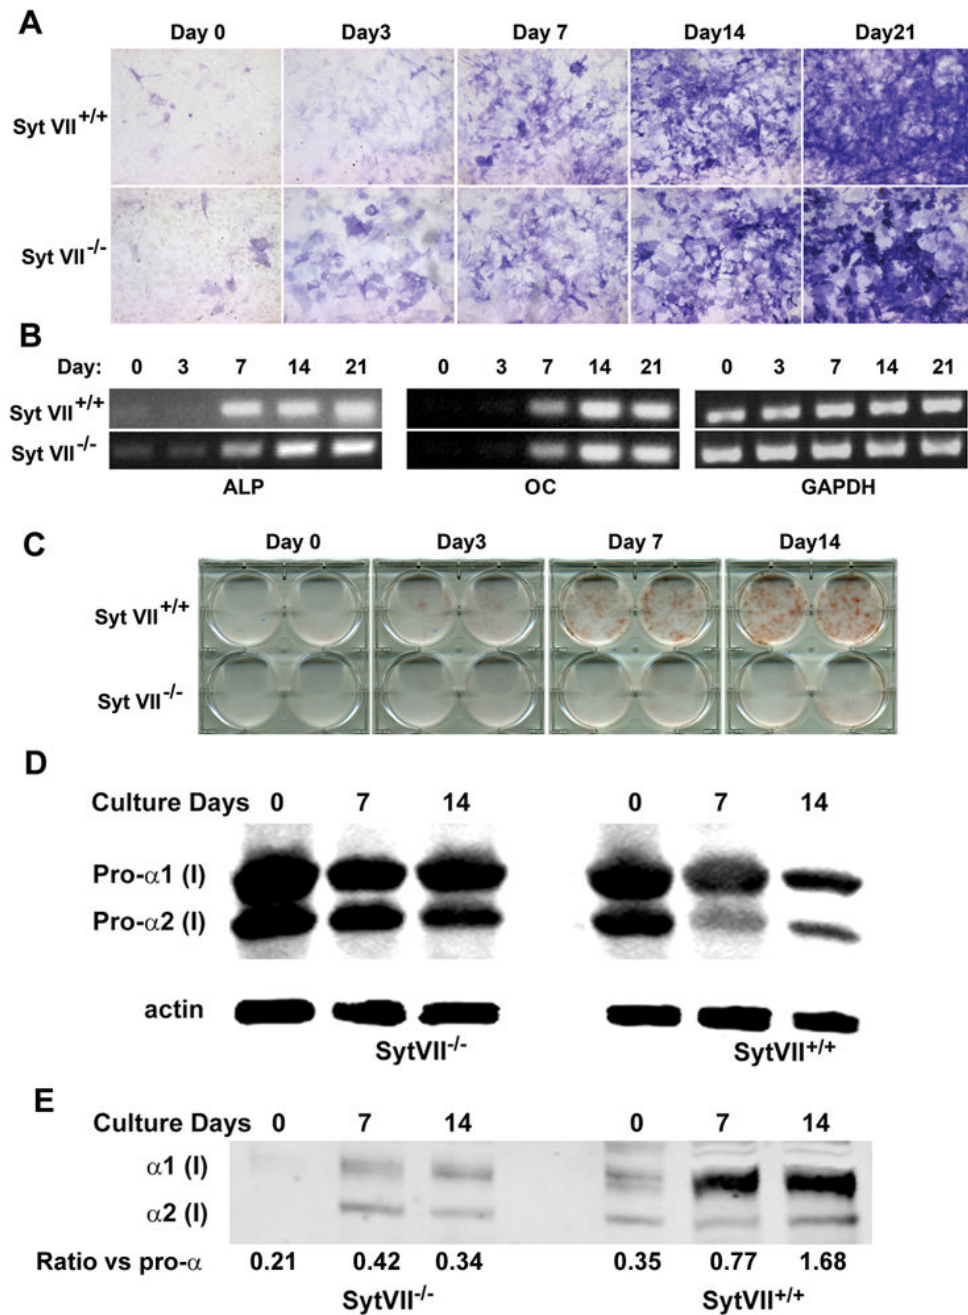 A
Day 0 Day3 Day 7 Day14 Day21
Syt VII+/+
Syt VII-/-
B
Day: 0 3 7 14 21 0 3 7 14 21 0 3 7 14 21
Syt VII+/+
Syt VII-/-
ALP OC GAPDH
C
Day 0 Day3 Day 7 Day14
Syt VII+/+
Syt VII-/-
D
Culture Days 0 7 14 0 7 14
Pro-α1 (I)
Pro-α2 (I)
actin
SytVII-/- SytVII+/+
E
Culture Days 0 7 14 0 7 14
α1 (I)
α2 (I)
Ratio vs pro-α 0.21 0.42 0.34 0.35 0.77 1.68
SytVII-/- SytVII+/+